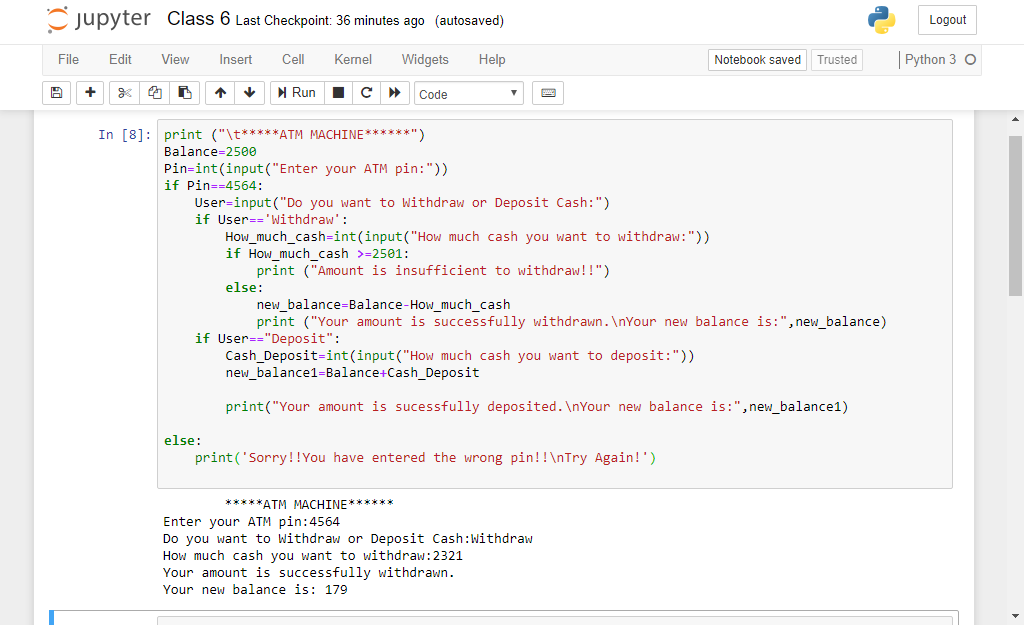 jupyter Class 6 Last Checkpoint: 36 minutes ago (autosaved)
Logout
File Edit View Insert Cell Kernel Widgets Help
Notebook saved Trusted Python 3
Run Code
In [8]:
print ("\t*****ATM MACHINE******")
Balance=2500
Pin=int(input("Enter your ATM pin:"))
if Pin==4564:
    User=input("Do you want to Withdraw or Deposit Cash:")
    if User=='Withdraw':
        How_much_cash=int(input("How much cash you want to withdraw:"))
        if How_much_cash >=2501:
            print ("Amount is insufficient to withdraw!!")
        else:
            new_balance=Balance-How_much_cash
            print ("Your amount is successfully withdrawn.\nYour new balance is:",new_balance)
    if User=="Deposit":
        Cash_Deposit=int(input("How much cash you want to deposit:"))
        new_balance1=Balance+Cash_Deposit
        print("Your amount is sucessfully deposited.\nYour new balance is:",new_balance1)
else:
    print('Sorry!!You have entered the wrong pin!!\nTry Again!')
*****ATM MACHINE******
Enter your ATM pin:4564
Do you want to Withdraw or Deposit Cash:Withdraw
How much cash you want to withdraw:2321
Your amount is successfully withdrawn.
Your new balance is: 179